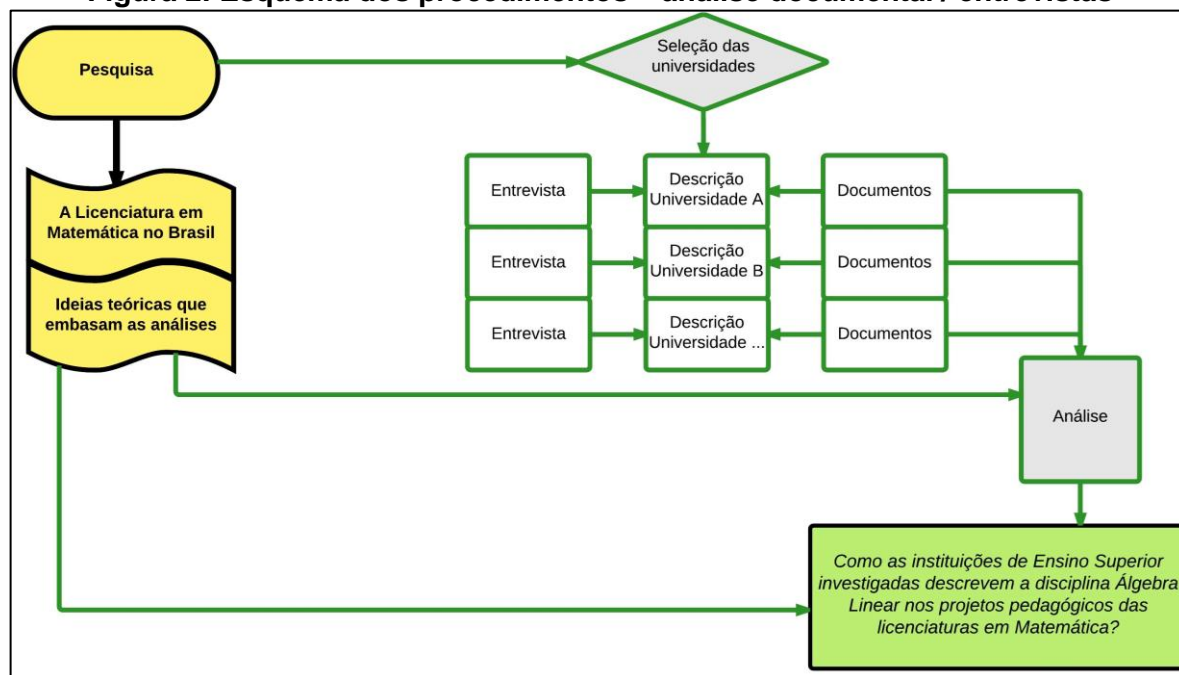 Figura 2: Esquema dos procedimentos – análise documental / entrevistas
Pesquisa
Seleção das
universidades
A Licenciatura em
Matemática no Brasil
Ideias teóricas que
embasam as análises
Entrevista
Descrição
Universidade A
Documentos
Entrevista
Descrição
Universidade B
Documentos
Entrevista
Descrição
Universidade ...
Documentos
Análise
Como as instituições de Ensino Superior
investigadas descrevem a disciplina Álgebra
Linear nos projetos pedagógicos das
licenciaturas em Matemática?